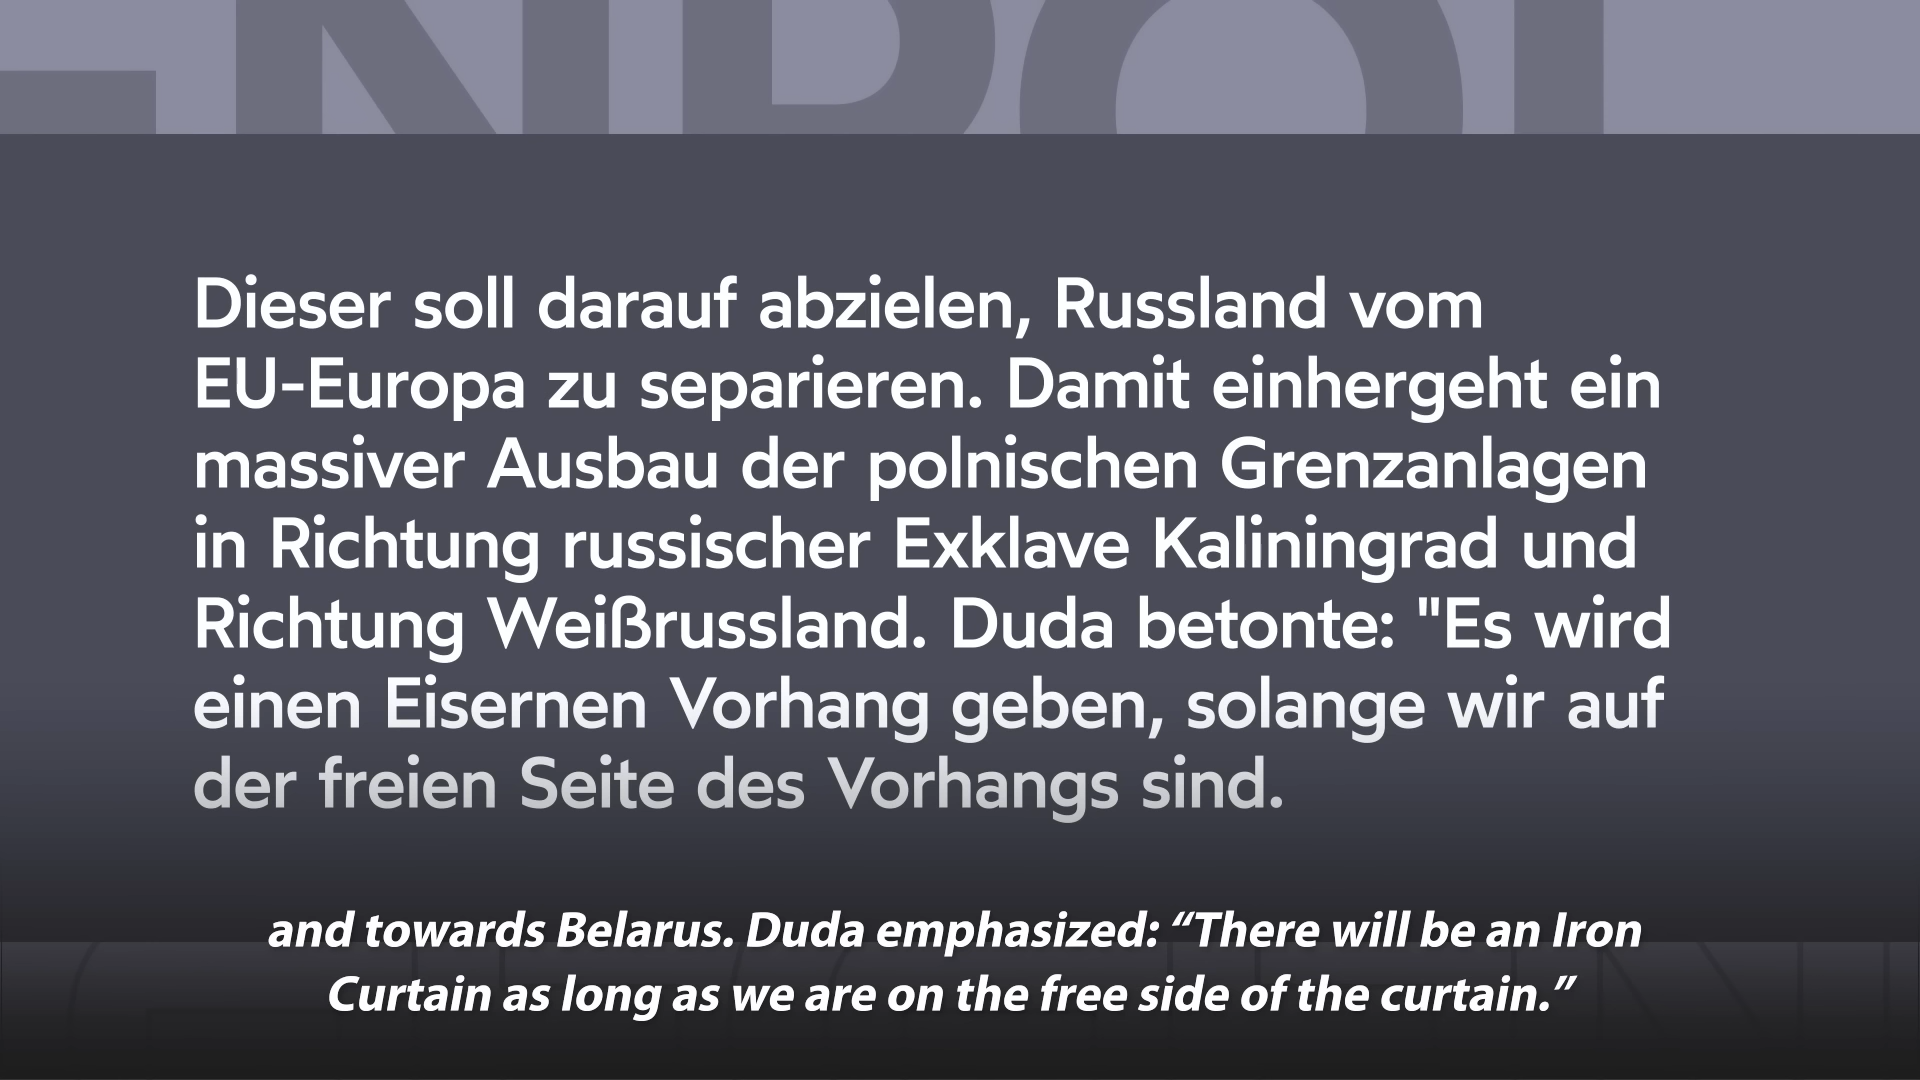 Dieser soll darauf abzielen, Russland vom
EU-Europa zu separieren. Damit einhergeht ein
massiver Ausbau der polnischen Grenzanlagen
in Richtung russischer Exklave Kaliningrad und
Richtung Weißrussland. Duda betonte: "Es wird
einen Eisernen Vorhang geben, solange wir auf
der freien Seite des Vorhangs sind.
and towards Belarus. Duda emphasized: “There will be an Iron
Curtain as long as we are on the free side of the curtain.”